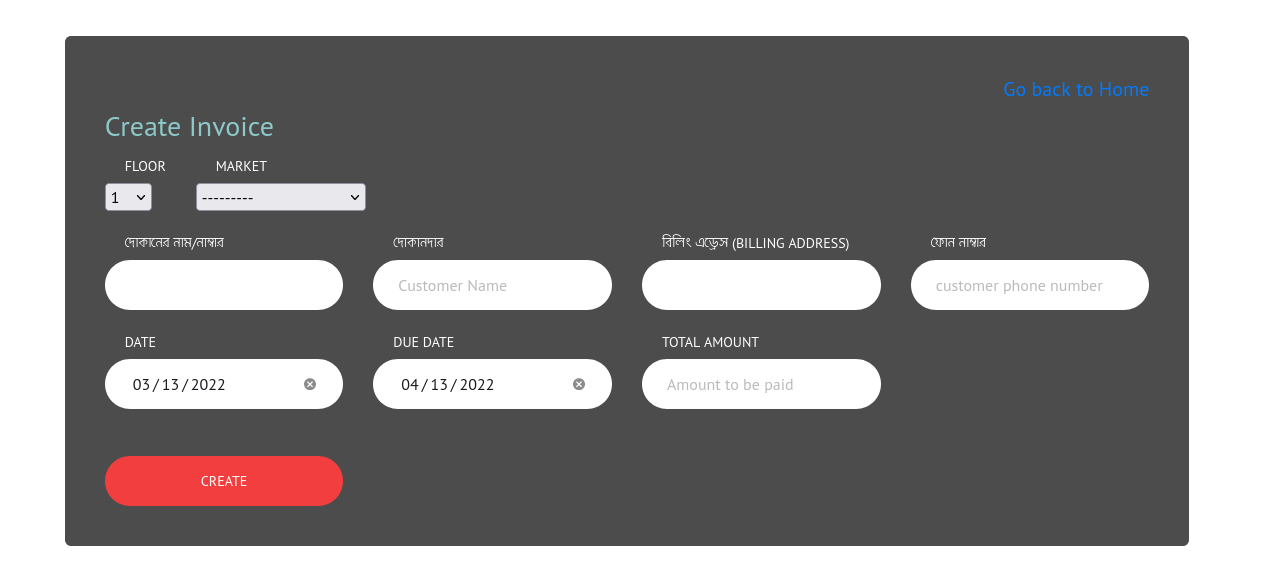 Go back to Home
Create Invoice
FLOOR MARKET
1 ---------
দোকানের নাম/নাম্বার দোকানদার বিলিং এড্রেস (BILLING ADDRESS) ফোন নাম্বার
Customer Name customer phone number
DATE DUE DATE TOTAL AMOUNT
03/13/2022 04/13/2022 Amount to be paid
CREATE